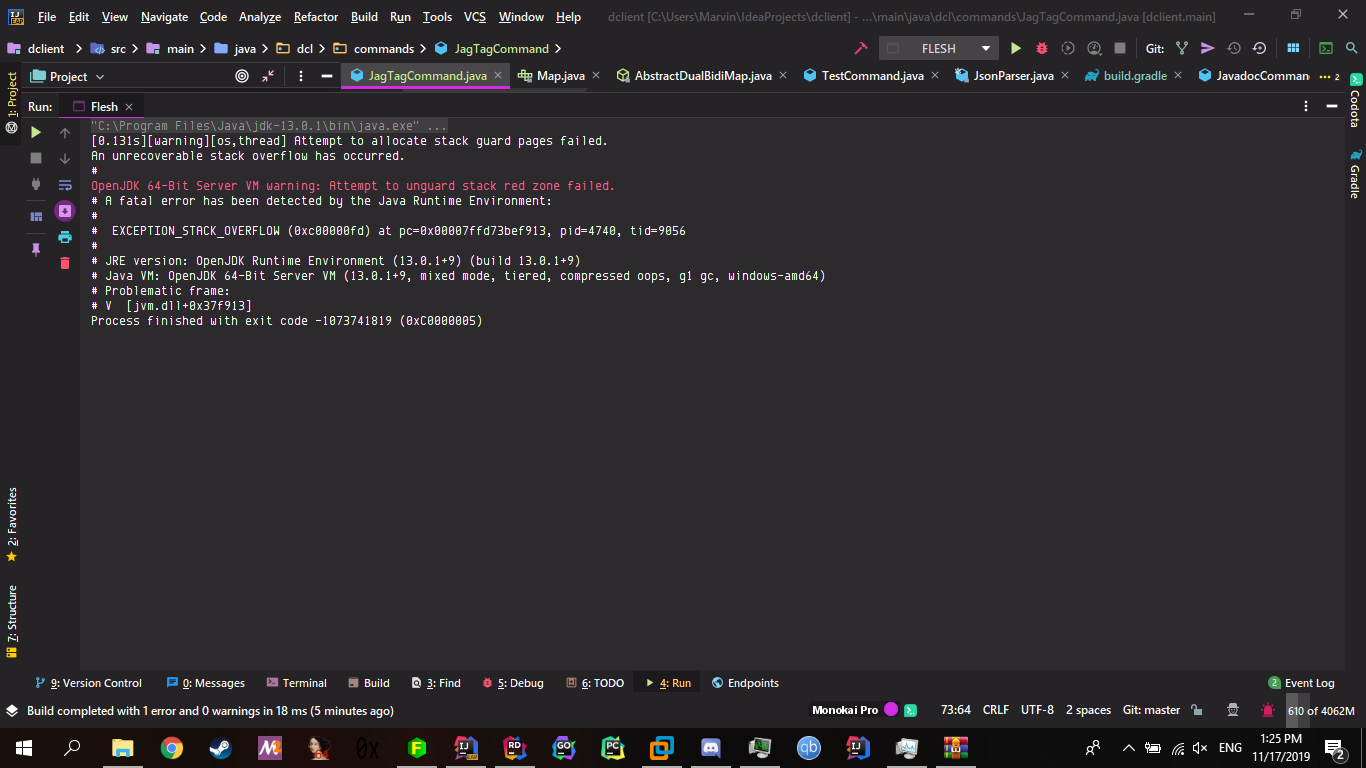 File Edit View Navigate Code Analyze Refactor Build Run Tools VCS Window Help dclient [C:\Users\Marvin\IdeaProjects\dclient] - ...\main\java\dcl\commands\JagTagCommand.java [dclient.main]
dclient src main java dcl commands JagTagCommand FLESH Git:
1: Project
Project JagTagCommand.java Map.java AbstractDualBidiMap.java TestCommand.java JsonParser.java build.gradle JavadocComman 2
Run: Flesh
"C:\Program Files\Java\jdk-13.0.1\bin\java.exe" ...
[0.131s][warning][os,thread] Attempt to allocate stack guard pages failed.
An unrecoverable stack overflow has occurred.
#
OpenJDK 64-Bit Server VM warning: Attempt to unguard stack red zone failed.
# A fatal error has been detected by the Java Runtime Environment:
#
#  EXCEPTION_STACK_OVERFLOW (0xc00000fd) at pc=0x00007ffd73bef913, pid=4740, tid=9056
#
# JRE version: OpenJDK Runtime Environment (13.0.1+9) (build 13.0.1+9)
# Java VM: OpenJDK 64-Bit Server VM (13.0.1+9, mixed mode, tiered, compressed oops, g1 gc, windows-amd64)
# Problematic frame:
# V  [jvm.dll+0x37f913]
Process finished with exit code -1073741819 (0xC0000005)
Codota
Gradle
2: Favorites
7: Structure
9: Version Control 0: Messages Terminal Build 3: Find 5: Debug 6: TODO 4: Run Endpoints 2 Event Log
Build completed with 1 error and 0 warnings in 18 ms (5 minutes ago) Monokai Pro 73:64 CRLF UTF-8 2 spaces Git: master 610 of 4062M
0x F IJ EAP RD GO PC qb IJ ENG 1:25 PM
11/17/2019 2